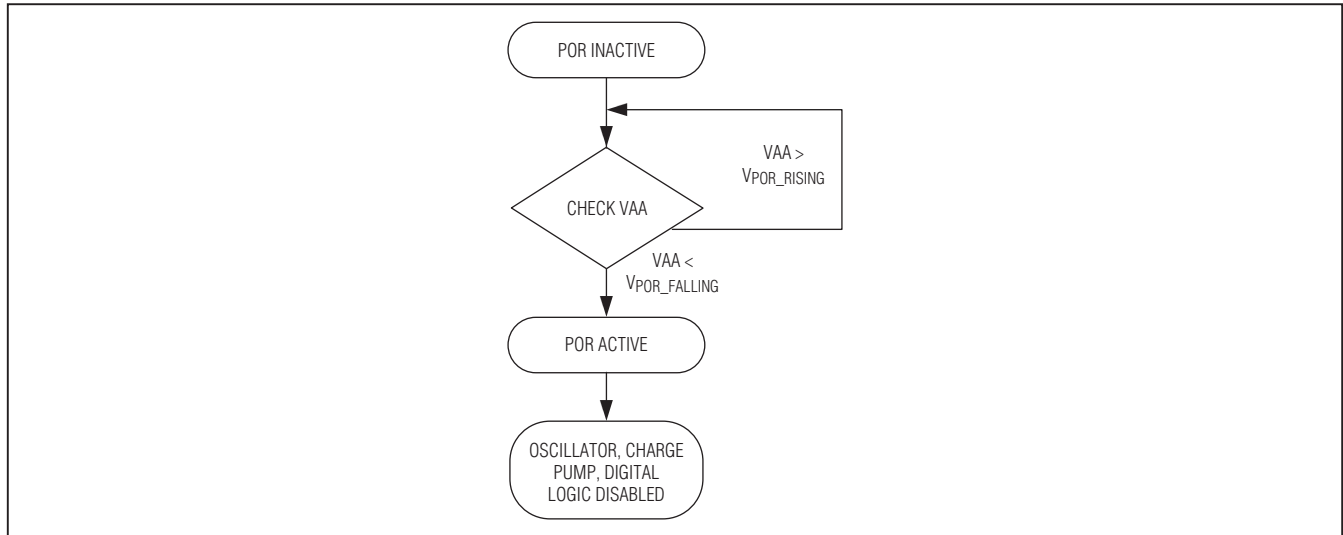 POR INACTIVE
VAA >
VPOR_RISING
CHECK VAA
VAA <
VPOR_FALLING
POR ACTIVE
OSCILLATOR, CHARGE
PUMP, DIGITAL
LOGIC DISABLED